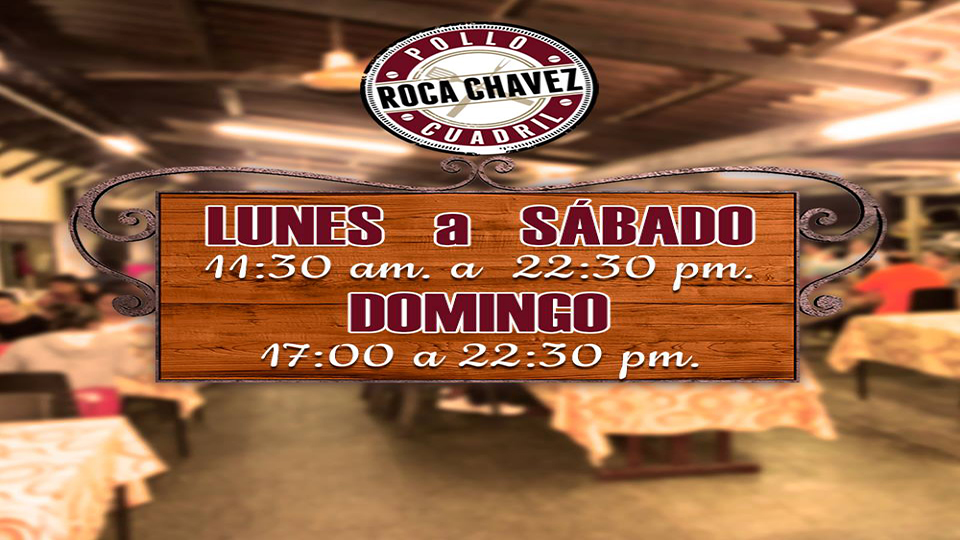 POLLO
ROCA CHAVEZ
CUADRIL
LUNES a SÁBADO
11:30 am. a 22:30 pm.
DOMINGO
17:00 a 22:30 pm.